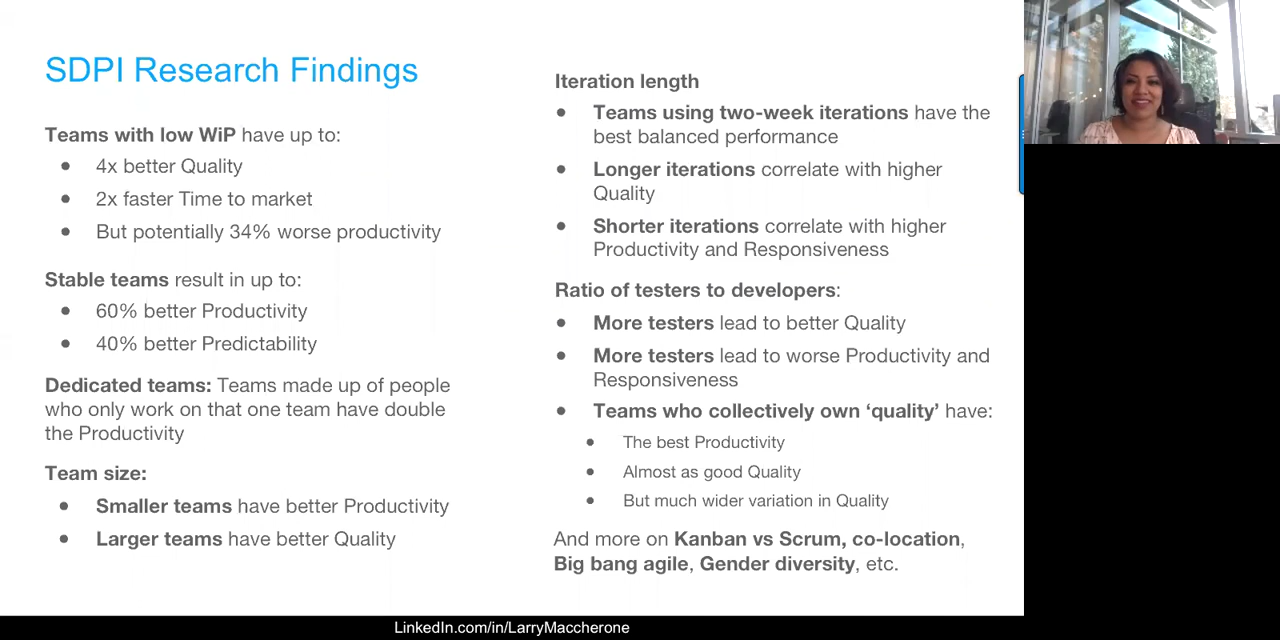 SDPI Research Findings
Teams with low WiP have up to:
● 4x better Quality
● 2x faster Time to market
● But potentially 34% worse productivity
Stable teams result in up to:
● 60% better Productivity
● 40% better Predictability
Dedicated teams: Teams made up of people
who only work on that one team have double
the Productivity
Team size:
● Smaller teams have better Productivity
● Larger teams have better Quality
Iteration length
● Teams using two-week iterations have the
best balanced performance
● Longer iterations correlate with higher
Quality
● Shorter iterations correlate with higher
Productivity and Responsiveness
Ratio of testers to developers:
● More testers lead to better Quality
● More testers lead to worse Productivity and
Responsiveness
● Teams who collectively own ‘quality’ have:
● The best Productivity
● Almost as good Quality
● But much wider variation in Quality
And more on Kanban vs Scrum, co-location,
Big bang agile, Gender diversity, etc.
LinkedIn.com/in/LarryMaccherone